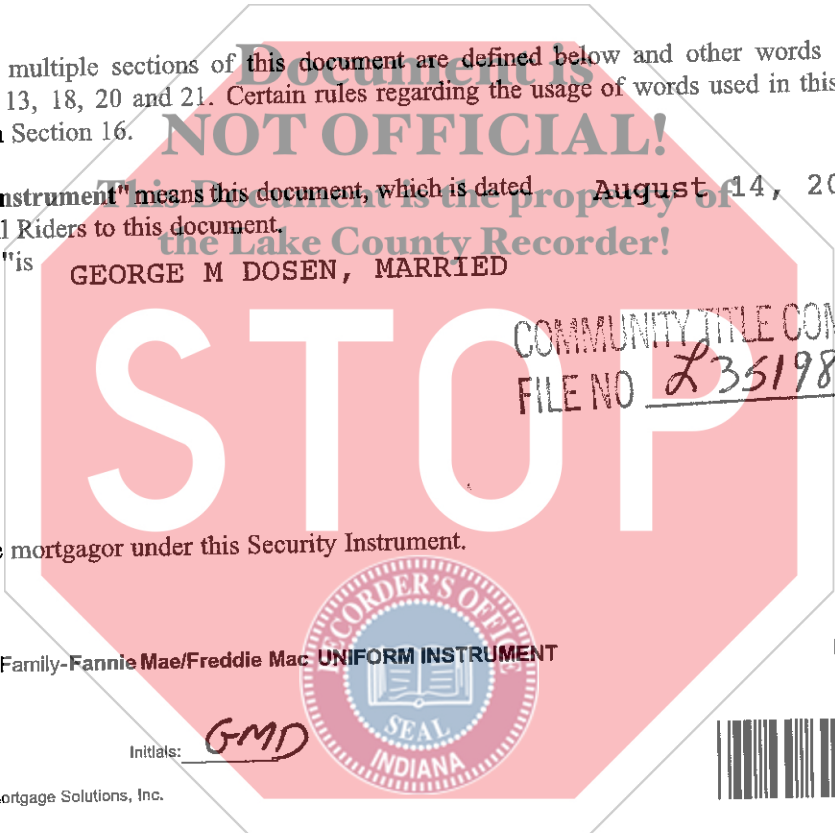 multiple sections of this document are defined below and other words
Document is
13, 18, 20 and 21. Certain rules regarding the usage of words used in this
Section 16.
NOT OFFICIAL!
nstrument" means this document, which is dated August 14, 20
This Document is the property of
l Riders to this document.
the Lake County Recorder!
" is GEORGE M DOSEN, MARRIED
COMMUNITY TITLE COM
FILE NO L35198
STOP
e mortgagor under this Security Instrument.
RECORDER'S OFFICE
Family-Fannie Mae/Freddie Mac UNIFORM INSTRUMENT
SEAL
INDIANA
Initials: GMD
ortgage Solutions, Inc.